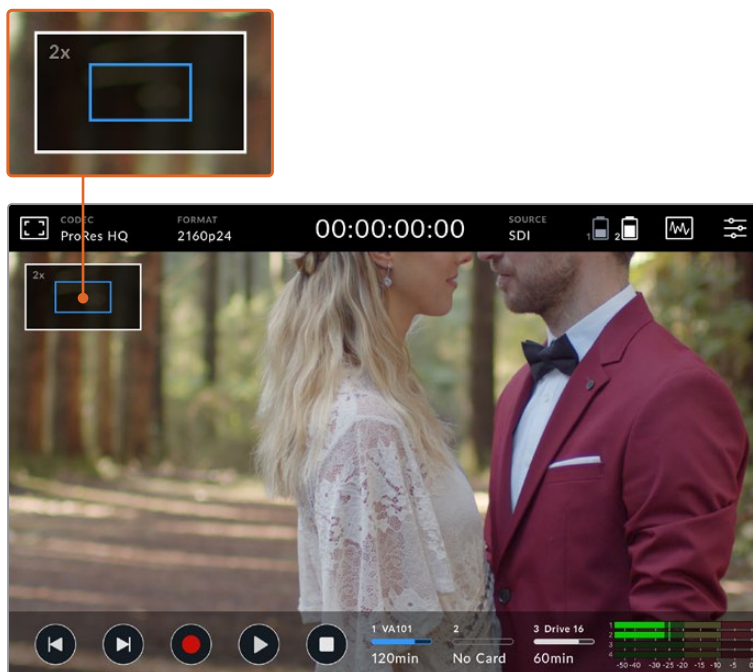 2x
CODEC FORMAT SOURCE
ProRes HQ 2160p24 00:00:00:00 SDI 1 2
2x
1 VA101 2 3 Drive 16
120min No Card 60min
1
2
3
4
-50 -40 -30 -25 -20 -15 -10 -5